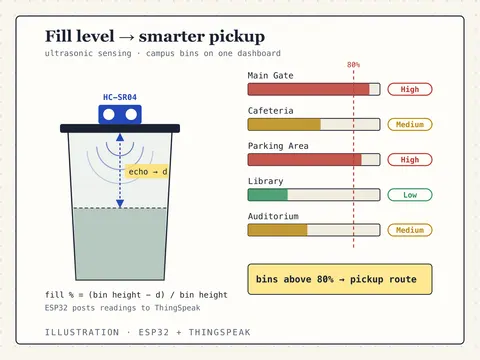 Fill level → smarter pickup
ultrasonic sensing · campus bins on one dashboard
HC-SR04
echo → d
fill % = (bin height − d) / bin height
ESP32 posts readings to ThingSpeak
80%
Main Gate
High
Cafeteria
Medium
Parking Area
High
Library
Low
Auditorium
Medium
bins above 80% → pickup route
ILLUSTRATION · ESP32 + THINGSPEAK